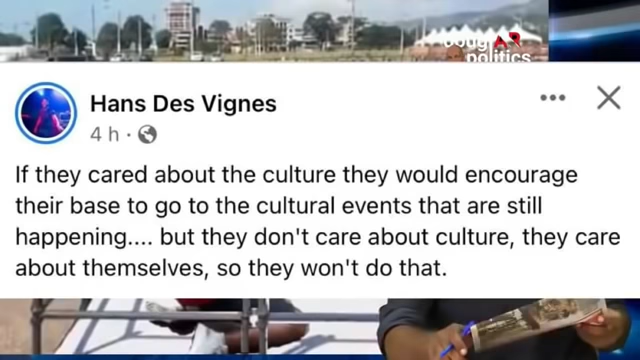 politics
Hans Des Vignes
4 h
If they cared about the culture they would encourage
their base to go to the cultural events that are still
happening.... but they don't care about culture, they care
about themselves, so they won't do that.